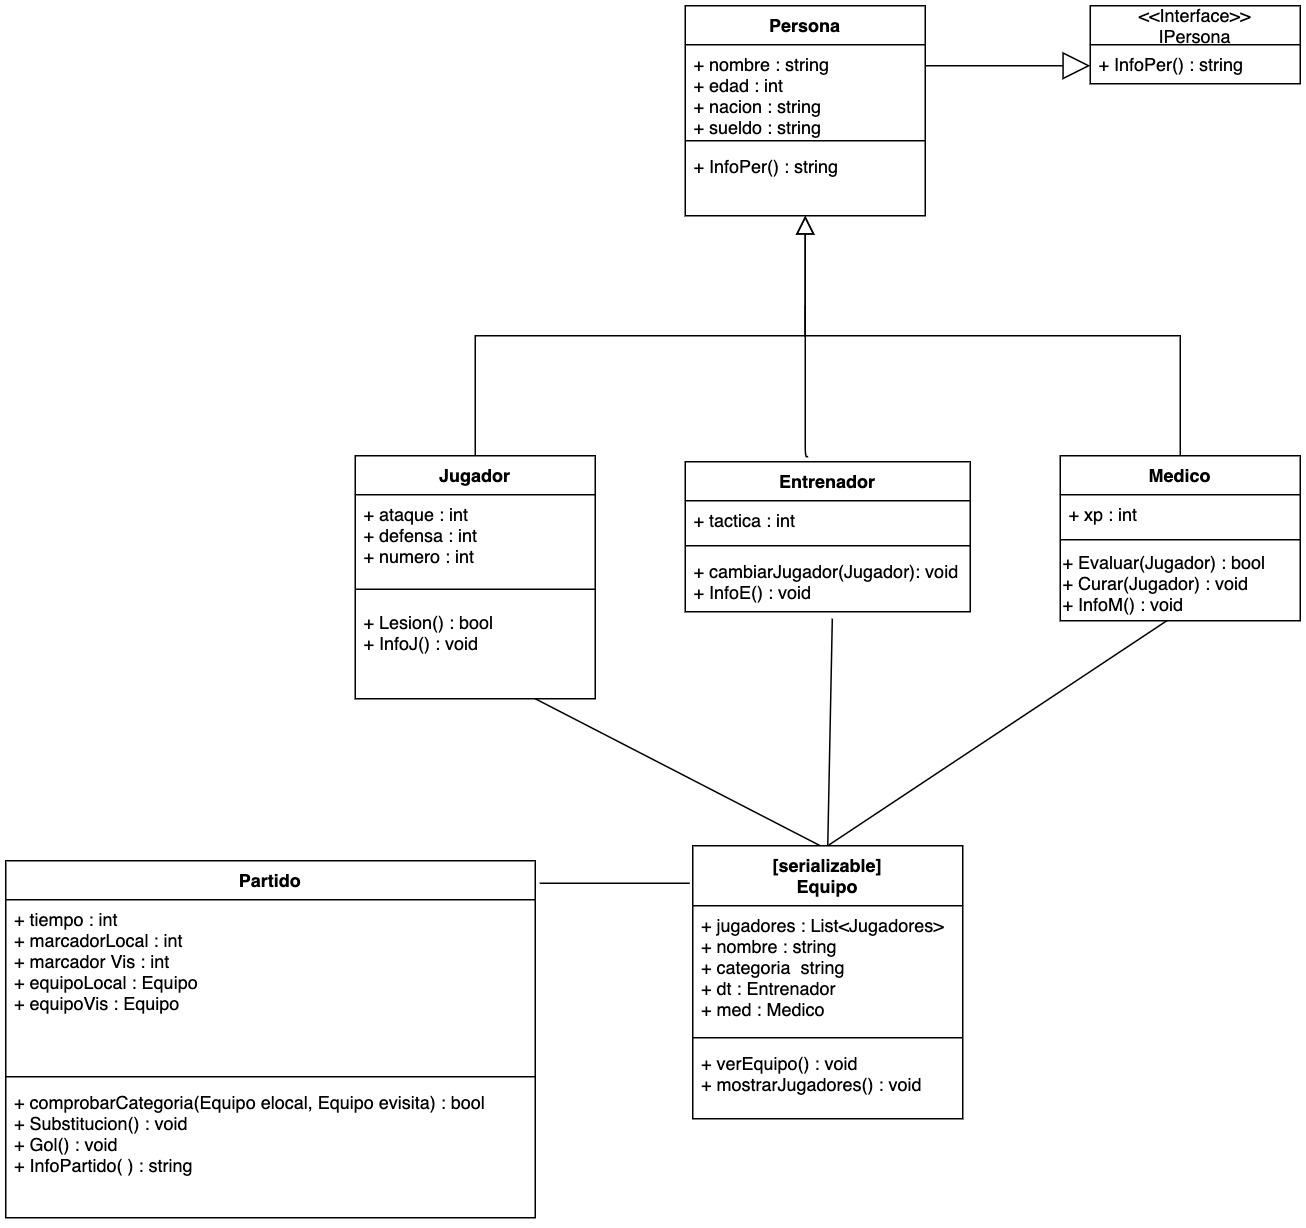 Persona
+ nombre : string
+ edad : int
+ nacion : string
+ sueldo : string
+ InfoPer() : string
<<Interface>>
IPersona
+ InfoPer() : string
Jugador
+ ataque : int
+ defensa : int
+ numero : int
+ Lesion() : bool
+ InfoJ() : void
Entrenador
+ tactica : int
+ cambiarJugador(Jugador): void
+ InfoE() : void
Medico
+ xp : int
+ Evaluar(Jugador) : bool
+ Curar(Jugador) : void
+ InfoM() : void
Partido
+ tiempo : int
+ marcadorLocal : int
+ marcador Vis : int
+ equipoLocal : Equipo
+ equipoVis : Equipo
+ comprobarCategoria(Equipo elocal, Equipo evisita) : bool
+ Substitucion() : void
+ Gol() : void
+ InfoPartido( ) : string
[serializable]
Equipo
+ jugadores : List<Jugadores>
+ nombre : string
+ categoria  string
+ dt : Entrenador
+ med : Medico
+ verEquipo() : void
+ mostrarJugadores() : void